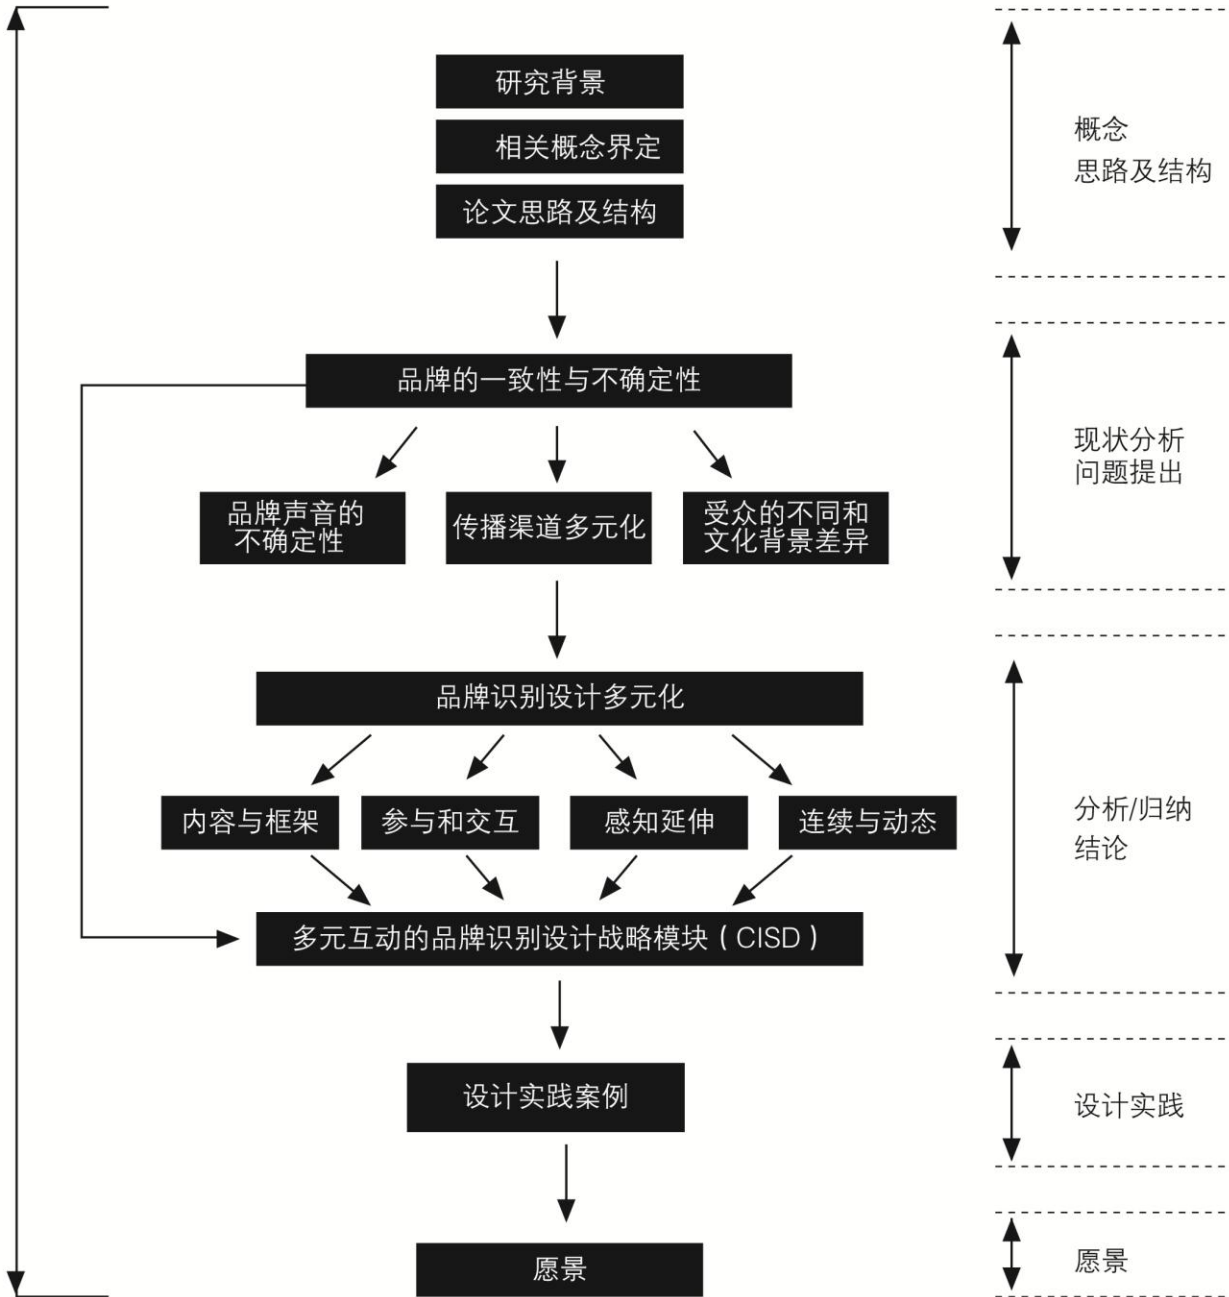 研究背景
相关概念界定
论文思路及结构
概念
思路及结构
品牌的一致性与不确定性
品牌声音的
不确定性
传播渠道多元化
受众的不同和
文化背景差异
现状分析
问题提出
品牌识别设计多元化
内容与框架
参与和交互
感知延伸
连续与动态
多元互动的品牌识别设计战略模块（CISD）
分析/归纳
结论
设计实践案例
设计实践
愿景
愿景